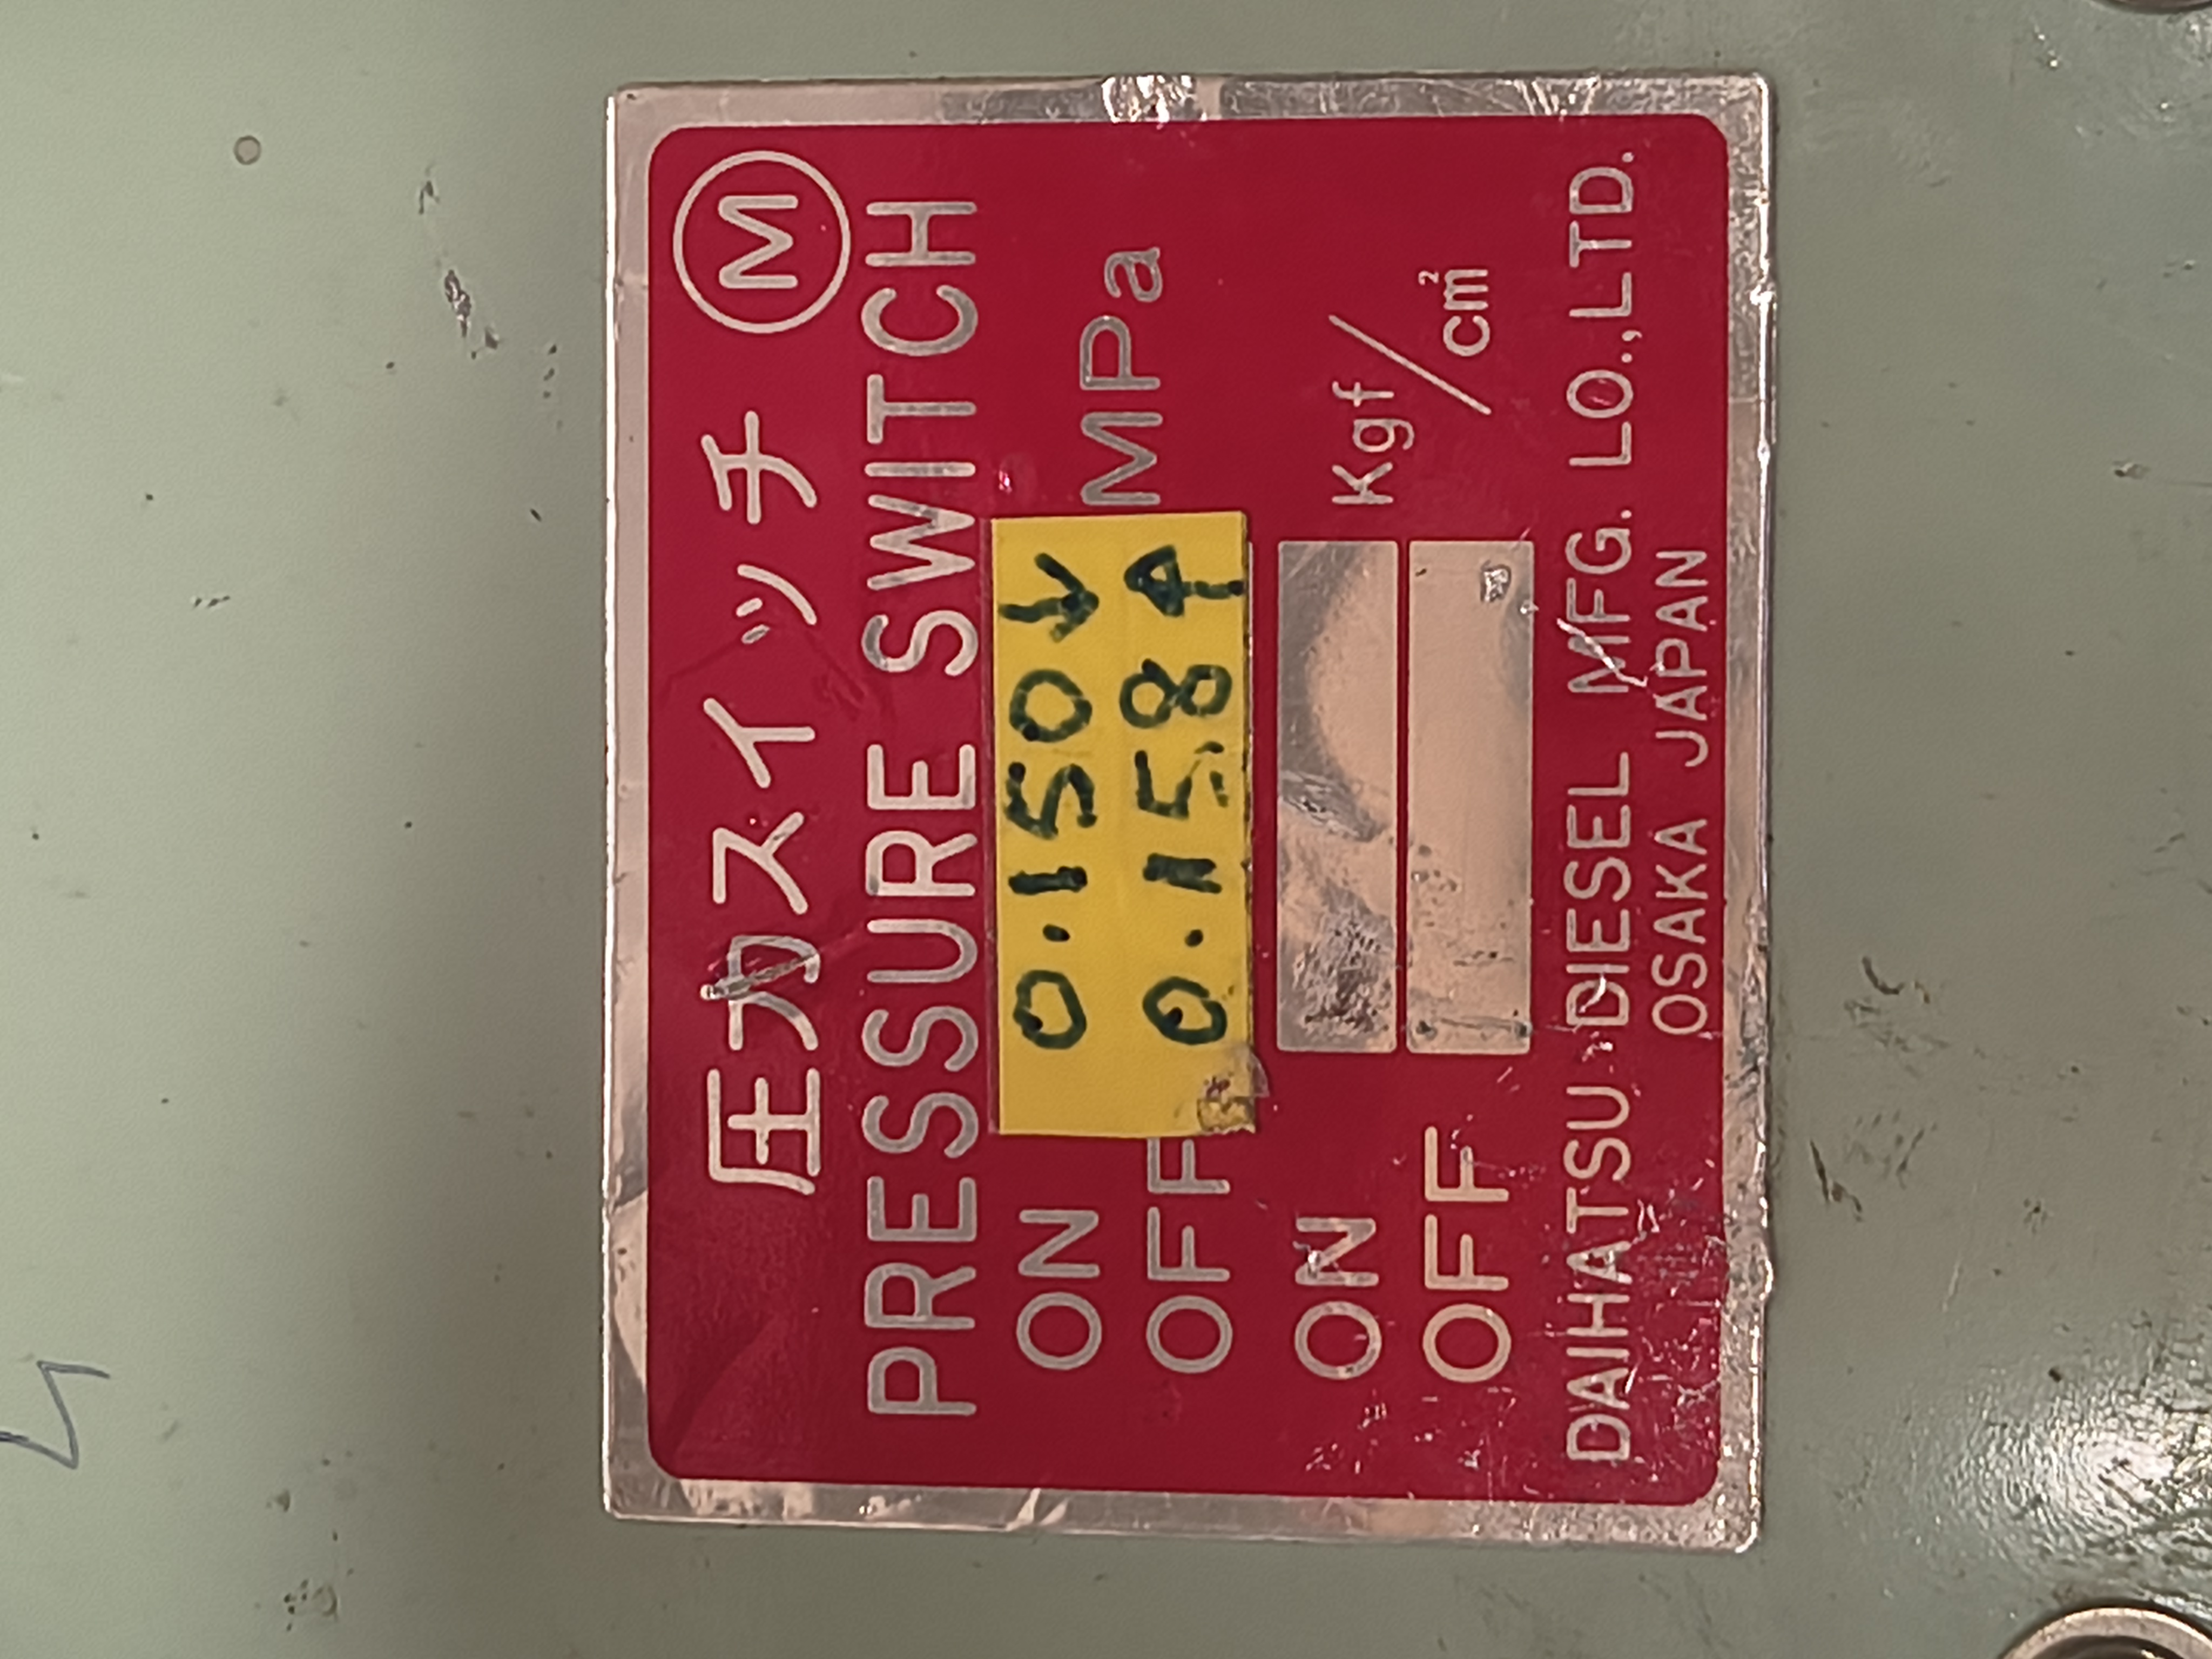 圧力スイッチ Ⓜ
PRESSURE SWITCH
ON 0.150↓
OFF 0.158↑ MPa
ON
OFF Kgf/cm²
DAIHATSU DIESEL MFG. LO.,LTD.
OSAKA JAPAN